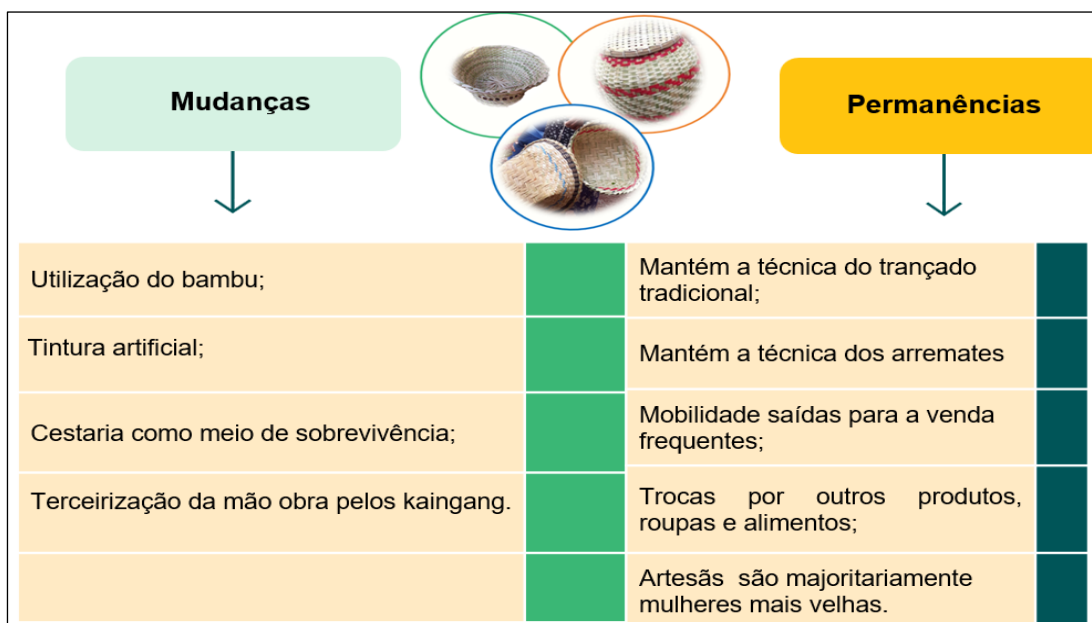 Mudanças
Utilização do bambu;
Tintura artificial;
Cestaria como meio de sobrevivência;
Terceirização da mão obra pelos kaingang.
Permanências
Mantém a técnica do trançado
tradicional;
Mantém a técnica dos arremates
Mobilidade saídas para a venda
frequentes;
Trocas por outros produtos,
roupas e alimentos;
Artesãs são majoritariamente
mulheres mais velhas.